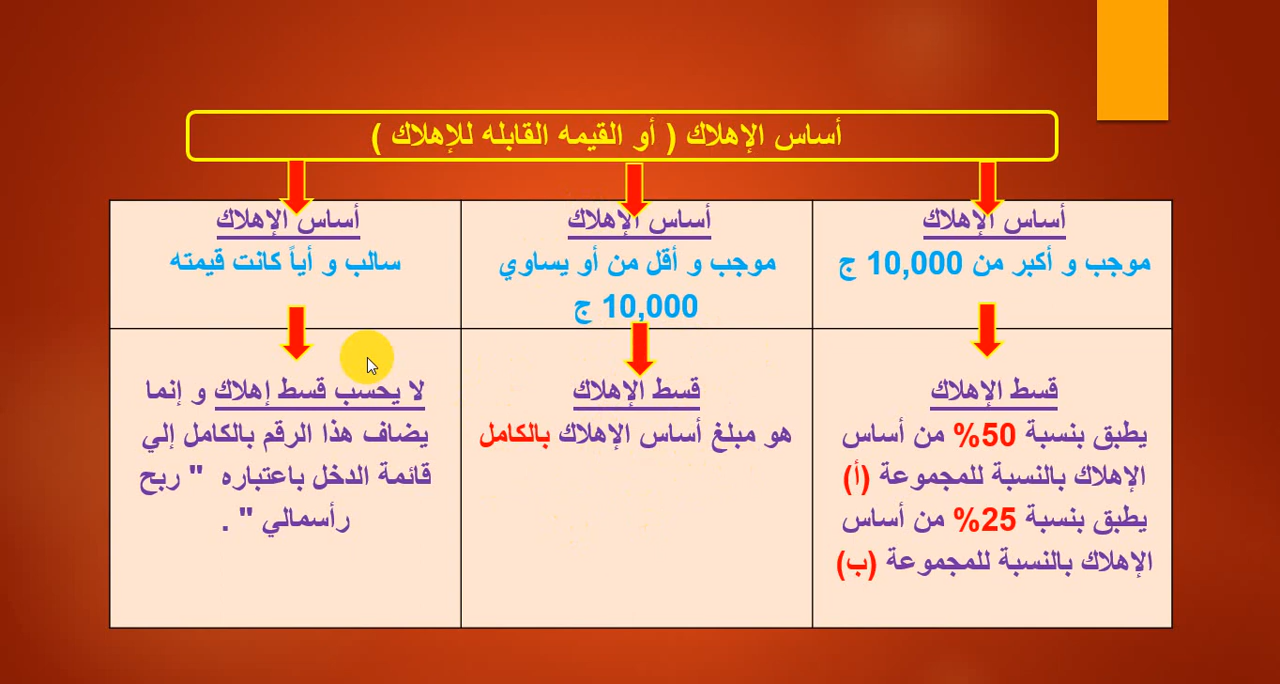 أساس الإهلاك ( أو القيمه القابله للإهلاك )
أساس الإهلاك
موجب و أكبر من 10,000 ج
أساس الإهلاك
موجب و أقل من أو يساوي
10,000 ج
أساس الإهلاك
سالب و أياً كانت قيمته
قسط الإهلاك
يطبق بنسبة 50% من أساس
الإهلاك بالنسبة للمجموعة (أ)
يطبق بنسبة 25% من أساس
الإهلاك بالنسبة للمجموعة (ب)
قسط الإهلاك
هو مبلغ أساس الإهلاك بالكامل
لا يحسب قسط إهلاك و إنما
يضاف هذا الرقم بالكامل إلي
قائمة الدخل باعتباره " ربح
رأسمالي " .